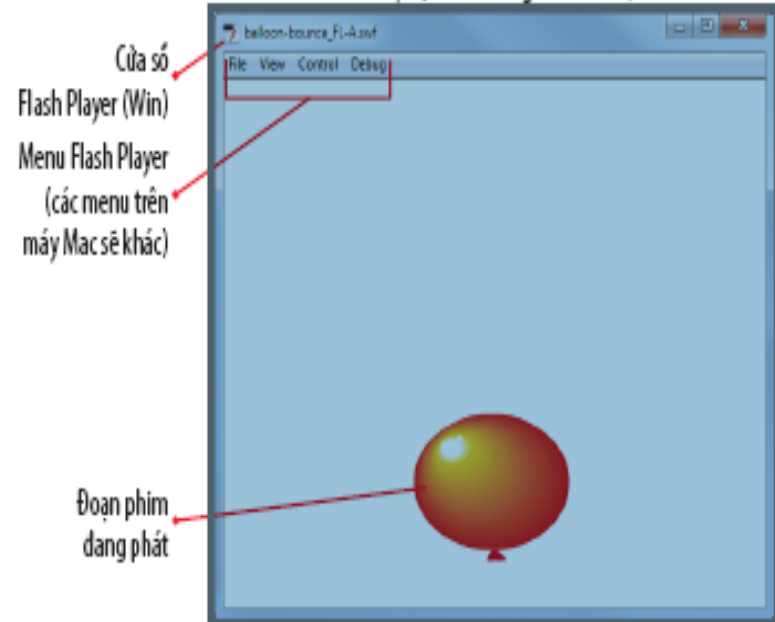 balloon-bounce_FL-A.swf
File View Control Debug
Cửa sổ
Flash Player (Win)
Menu Flash Player
(các menu trên
máy Mac sẽ khác)
Đoạn phim
đang phát